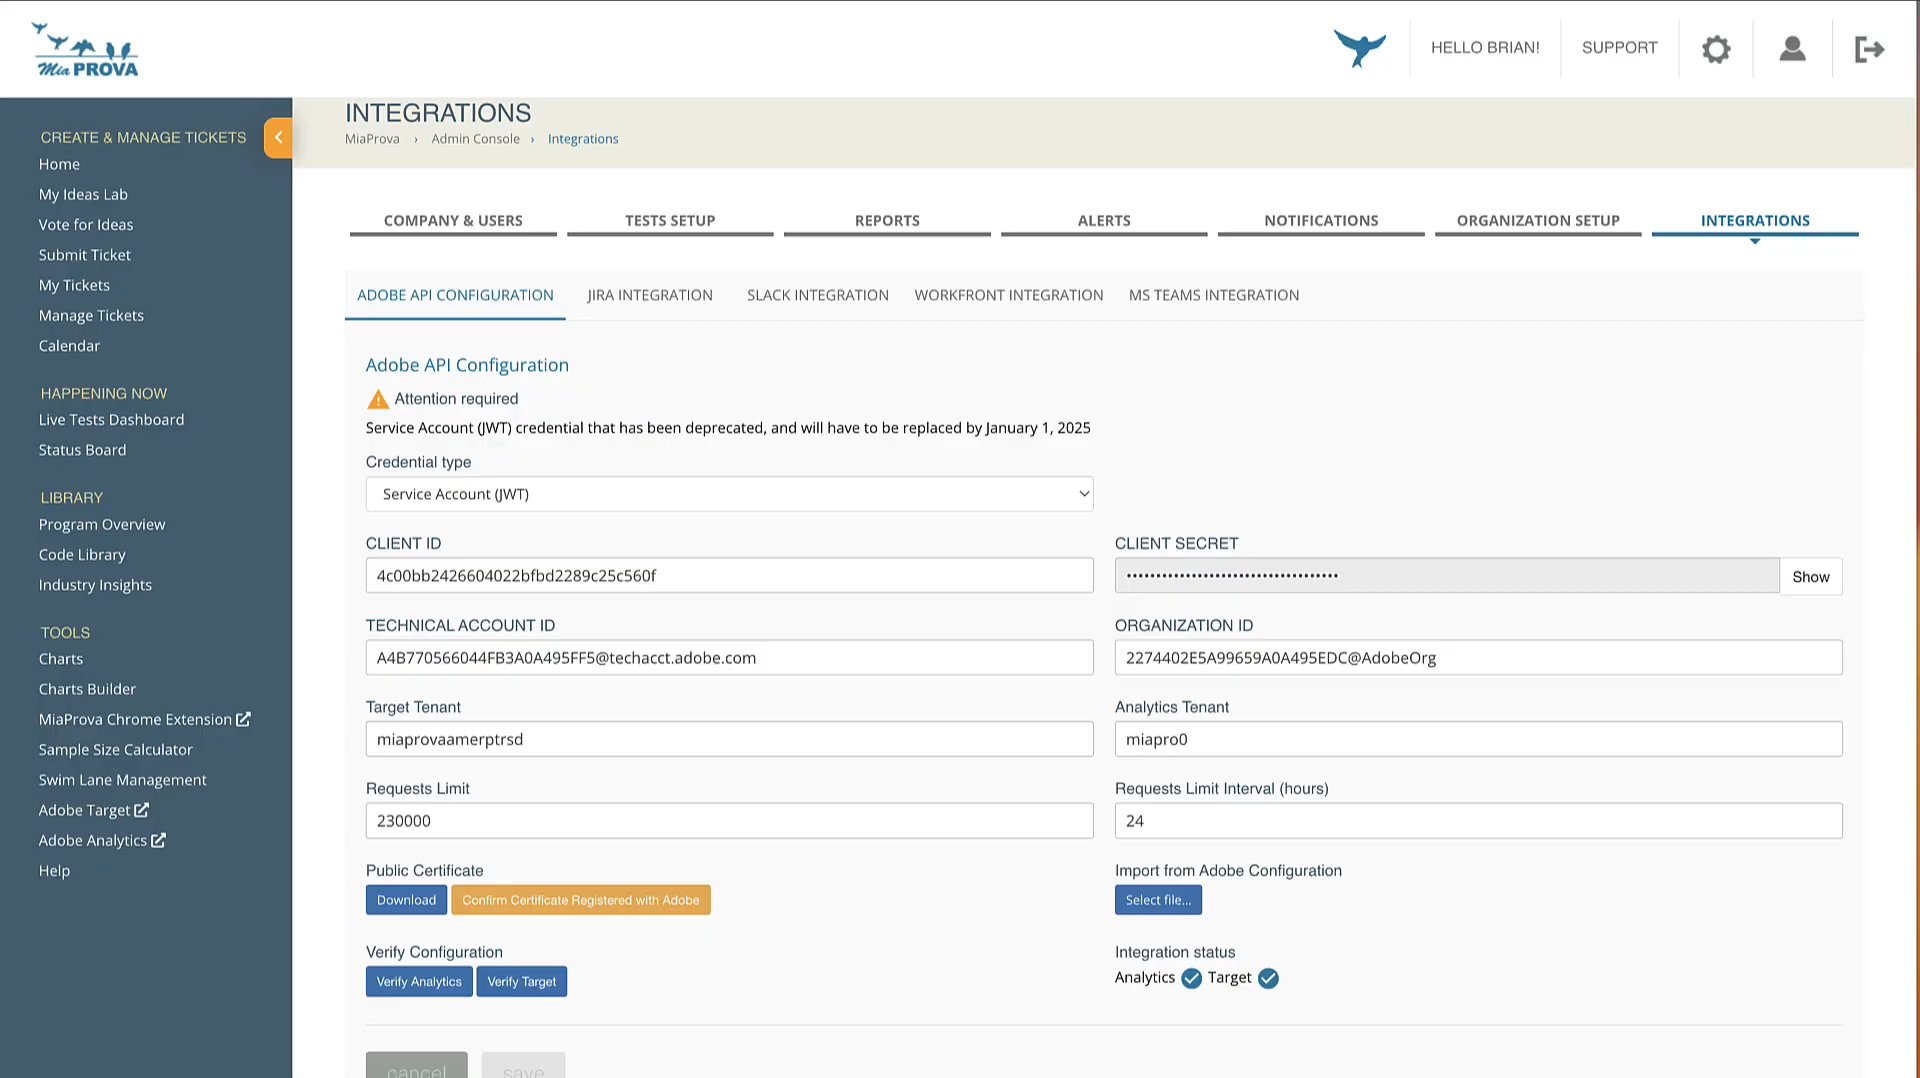 Mia PROVA
HELLO BRIAN!
SUPPORT
CREATE & MANAGE TICKETS
Home
My Ideas Lab
Vote for Ideas
Submit Ticket
My Tickets
Manage Tickets
Calendar
HAPPENING NOW
Live Tests Dashboard
Status Board
LIBRARY
Program Overview
Code Library
Industry Insights
TOOLS
Charts
Charts Builder
MiaProva Chrome Extension
Sample Size Calculator
Swim Lane Management
Adobe Target
Adobe Analytics
Help
INTEGRATIONS
MiaProva › Admin Console › Integrations
COMPANY & USERS
TESTS SETUP
REPORTS
ALERTS
NOTIFICATIONS
ORGANIZATION SETUP
INTEGRATIONS
ADOBE API CONFIGURATION
JIRA INTEGRATION
SLACK INTEGRATION
WORKFRONT INTEGRATION
MS TEAMS INTEGRATION
Adobe API Configuration
Attention required
Service Account (JWT) credential that has been deprecated, and will have to be replaced by January 1, 2025
Credential type
Service Account (JWT)
CLIENT ID
4c00bb2426604022bfbd2289c25c560f
CLIENT SECRET
••••••••••••••••••••••••••••••••••••
Show
TECHNICAL ACCOUNT ID
A4B770566044FB3A0A495FF5@techacct.adobe.com
ORGANIZATION ID
2274402E5A99659A0A495EDC@AdobeOrg
Target Tenant
miaprovaamerptrsd
Analytics Tenant
miapro0
Requests Limit
230000
Requests Limit Interval (hours)
24
Public Certificate
Download
Confirm Certificate Registered with Adobe
Import from Adobe Configuration
Select file...
Verify Configuration
Verify Analytics
Verify Target
Integration status
Analytics
Target
cancel
save